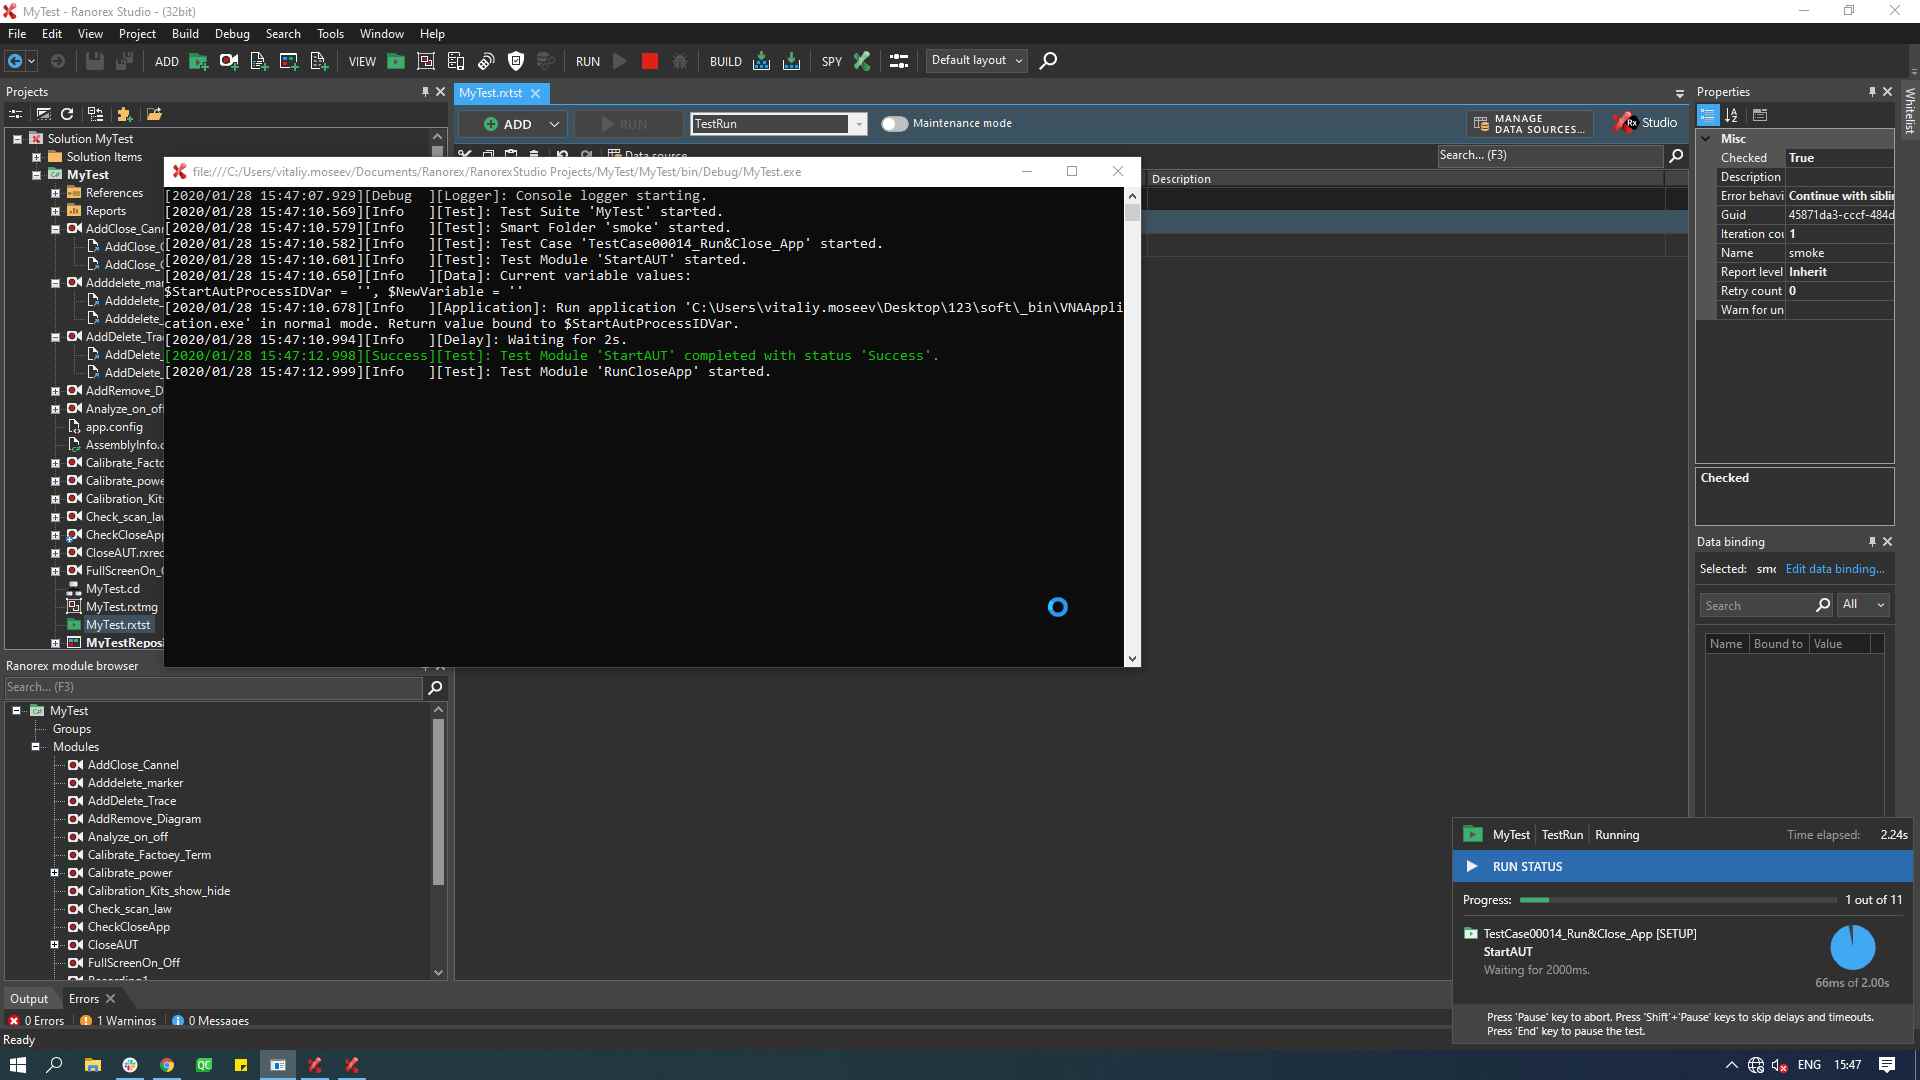 MyTest - Ranorex Studio - (32bit)
File Edit View Project Build Debug Search Tools Window Help
ADD VIEW RUN BUILD SPY Default layout
Projects
MyTest.rxtst
Properties
Whitelist
ADD RUN TestRun Maintenance mode MANAGE DATA SOURCES... Rx Studio
Data source
Search... (F3)
Description
Solution MyTest
Solution Items
MyTest
References
Reports
AddClose_Can
AddClose_
AddClose_
Adddelete_ma
Adddelete_
Adddelete_
AddDelete_Tra
AddDelete_
AddDelete_
AddRemove_D
Analyze_on_of
app.config
AssemblyInfo.
Calibrate_Facto
Calibrate_powe
Calibration_Kit
Check_scan_la
CheckCloseApp
CloseAUT.rxrec
FullScreenOn_
MyTest.cd
MyTest.rxtmg
MyTest.rxtst
MyTestReposi
file:///C:/Users/vitaliy.moseev/Documents/Ranorex/RanorexStudio Projects/MyTest/MyTest/bin/Debug/MyTest.exe
[2020/01/28 15:47:07.929][Debug  ][Logger]: Console logger starting.
[2020/01/28 15:47:10.569][Info   ][Test]: Test Suite 'MyTest' started.
[2020/01/28 15:47:10.579][Info   ][Test]: Smart Folder 'smoke' started.
[2020/01/28 15:47:10.582][Info   ][Test]: Test Case 'TestCase00014_Run&Close_App' started.
[2020/01/28 15:47:10.601][Info   ][Test]: Test Module 'StartAUT' started.
[2020/01/28 15:47:10.650][Info   ][Data]: Current variable values:
$StartAutProcessIDVar = '', $NewVariable = ''
[2020/01/28 15:47:10.678][Info   ][Application]: Run application 'C:\Users\vitaliy.moseev\Desktop\123\soft\_bin\VNAAppli
cation.exe' in normal mode. Return value bound to $StartAutProcessIDVar.
[2020/01/28 15:47:10.994][Info   ][Delay]: Waiting for 2s.
[2020/01/28 15:47:12.998][Success][Test]: Test Module 'StartAUT' completed with status 'Success'.
[2020/01/28 15:47:12.999][Info   ][Test]: Test Module 'RunCloseApp' started.
Misc
Checked True
Description
Error behavi Continue with siblin
Guid 45871da3-cccf-484d
Iteration cou 1
Name smoke
Report level Inherit
Retry count 0
Warn for un
Checked
Data binding
Selected: smo Edit data binding...
Search All
Name Bound to Value
Ranorex module browser
Search... (F3)
MyTest
Groups
Modules
AddClose_Cannel
Adddelete_marker
AddDelete_Trace
AddRemove_Diagram
Analyze_on_off
Calibrate_Factoey_Term
Calibrate_power
Calibration_Kits_show_hide
Check_scan_law
CheckCloseApp
CloseAUT
FullScreenOn_Off
Recording1
MyTest TestRun Running Time elapsed: 2.24s
RUN STATUS
Progress: 1 out of 11
TestCase00014_Run&Close_App [SETUP]
StartAUT
Waiting for 2000ms.
66ms of 2.00s
Press 'Pause' key to abort. Press 'Shift'+'Pause' keys to skip delays and timeouts.
Press 'End' key to pause the test.
Output Errors
0 Errors 1 Warnings 0 Messages
Ready
QC
ENG 15:47